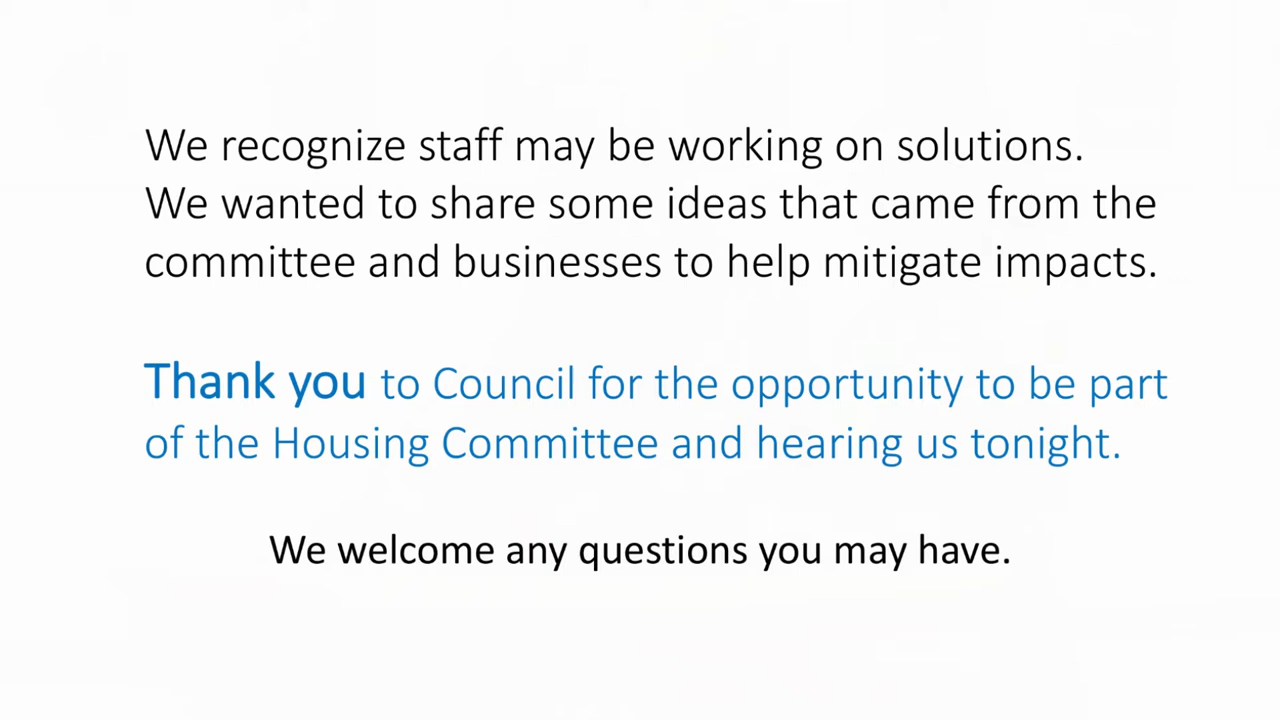 We recognize staff may be working on solutions.
We wanted to share some ideas that came from the
committee and businesses to help mitigate impacts.
Thank you to Council for the opportunity to be part
of the Housing Committee and hearing us tonight.
We welcome any questions you may have.